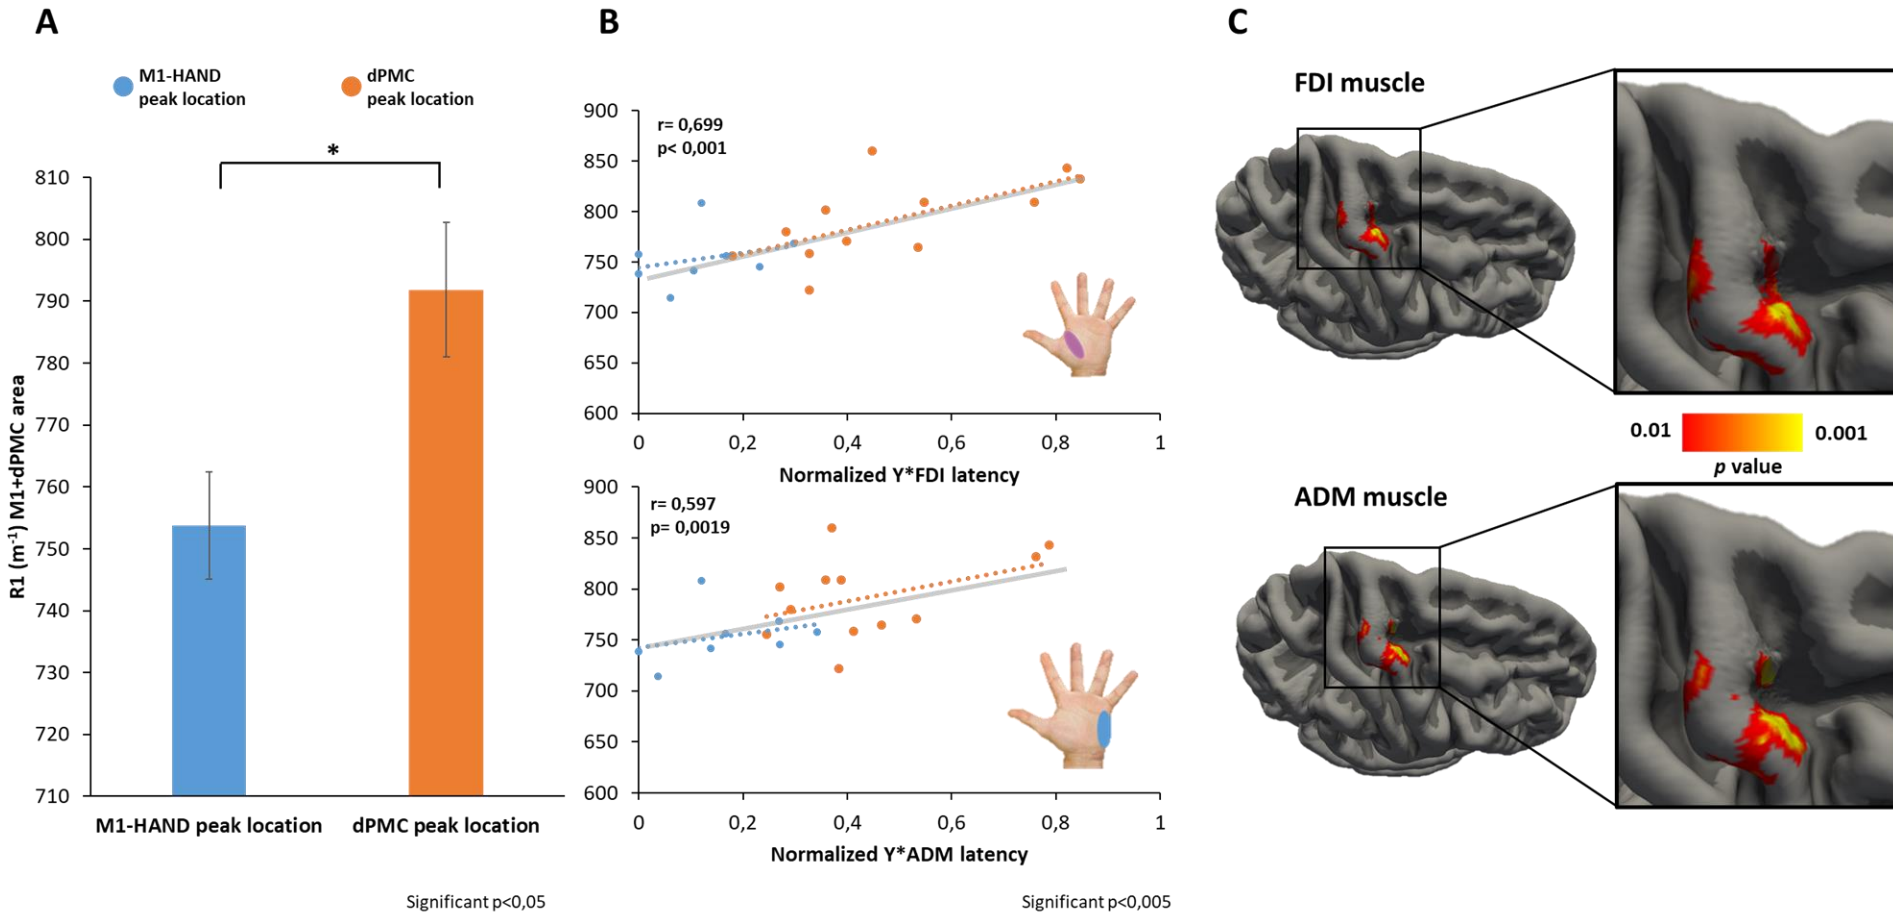 A
M1-HAND
peak location
dPMC
peak location
*
810
800
790
780
770
760
750
740
730
720
710
R1 (m⁻¹) M1+dPMC area
M1-HAND peak location
dPMC peak location
Significant p<0,05
B
900
850
800
750
700
650
600
r= 0,699
p< 0,001
0 0,2 0,4 0,6 0,8 1
Normalized Y*FDI latency
900
850
800
750
700
650
600
r= 0,597
p= 0,0019
0 0,2 0,4 0,6 0,8 1
Normalized Y*ADM latency
Significant p<0,005
C
FDI muscle
0.01 0.001
p value
ADM muscle